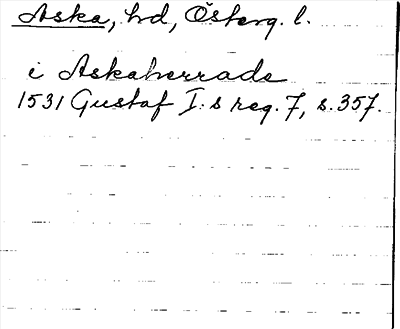 Aska, hd, Österg. l.
i Askaherrade
1531 Gustaf I:s reg. 7, s. 357.